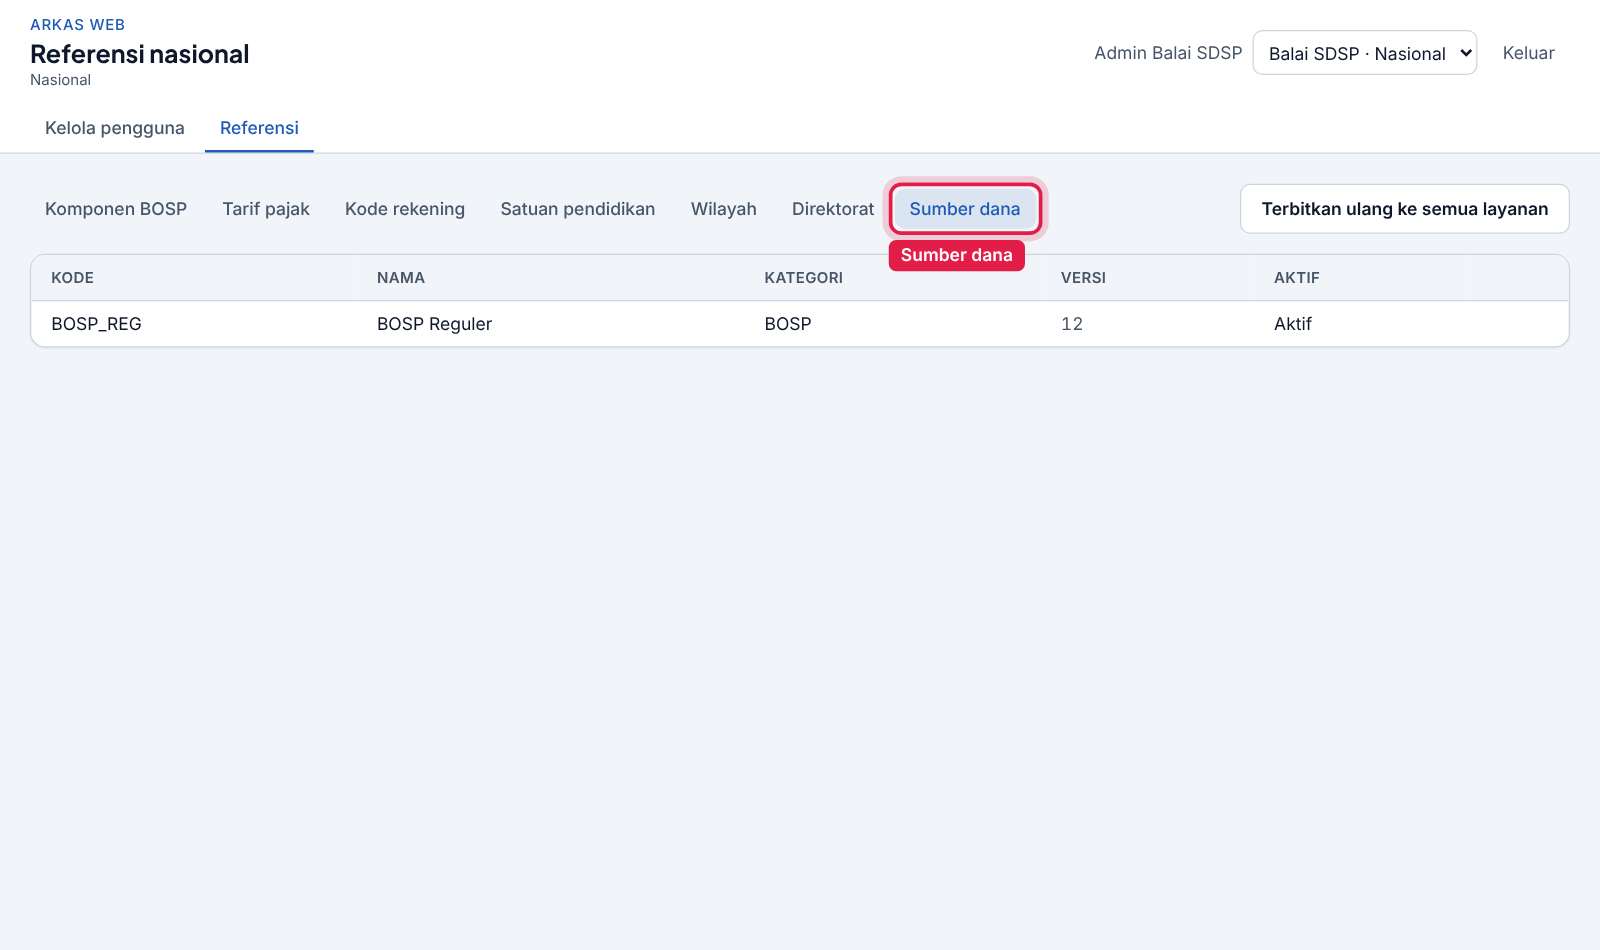 ARKAS WEB
Referensi nasional
Nasional
Admin Balai SDSP
Balai SDSP · Nasional
Keluar
Kelola pengguna
Referensi
Komponen BOSP
Tarif pajak
Kode rekening
Satuan pendidikan
Wilayah
Direktorat
Sumber dana
Terbitkan ulang ke semua layanan
Sumber dana
KODE NAMA KATEGORI VERSI AKTIF
BOSP_REG BOSP Reguler BOSP 12 Aktif